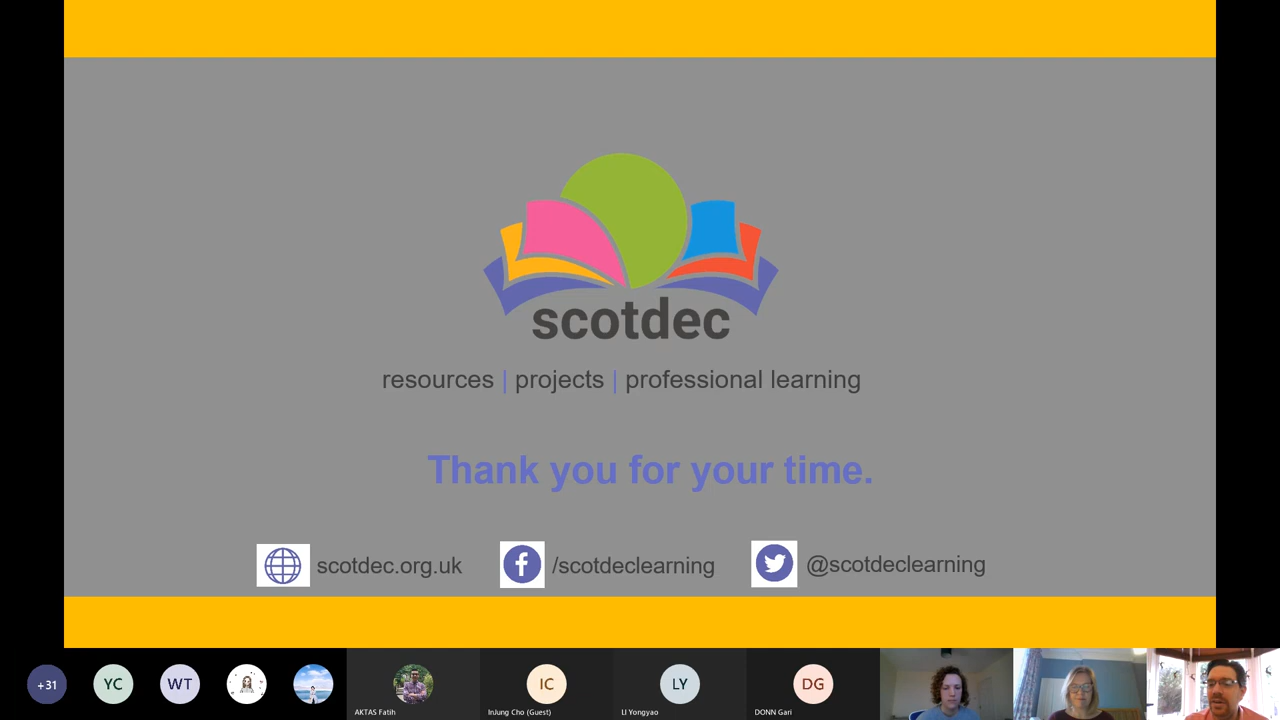 scotdec
resources | projects | professional learning
Thank you for your time.
scotdec.org.uk
/scotdeclearning
@scotdeclearning
+31
YC
WT
IC
LY
DG
AKTAS Fatih
InJung Cho (Guest)
LI Yongyao
DONN Gari